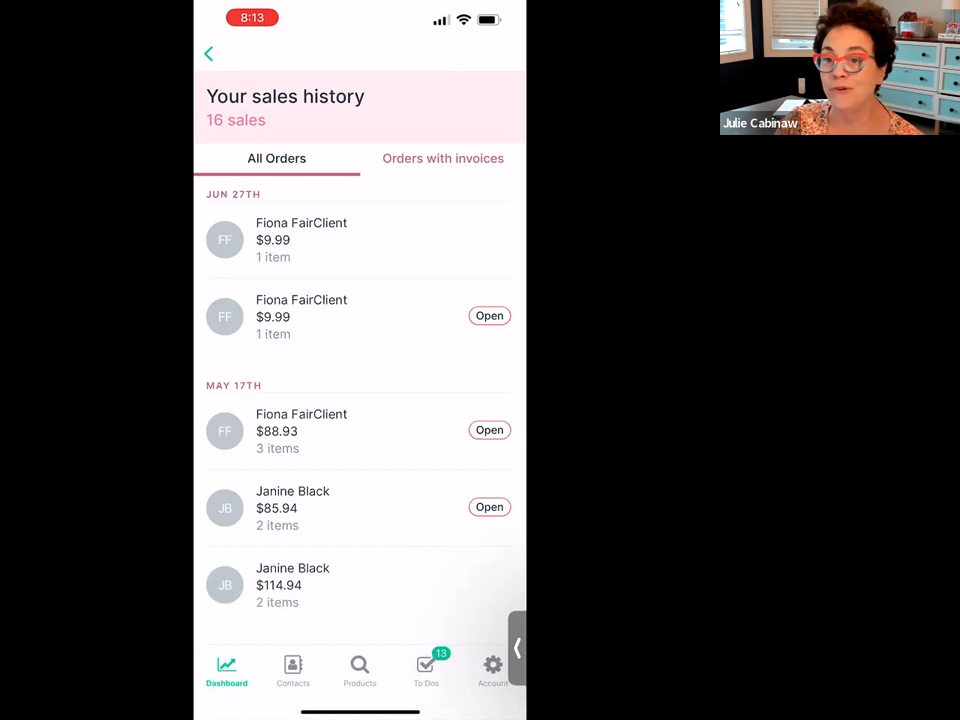 8:13
Your sales history
16 sales
All Orders
Orders with invoices
JUN 27TH
FF
Fiona FairClient
$9.99
1 item
FF
Fiona FairClient
$9.99
1 item
Open
MAY 17TH
FF
Fiona FairClient
$88.93
3 items
Open
JB
Janine Black
$85.94
2 items
Open
JB
Janine Black
$114.94
2 items
Dashboard
Contacts
Products
13
To Dos
Account
Julie Cabinaw